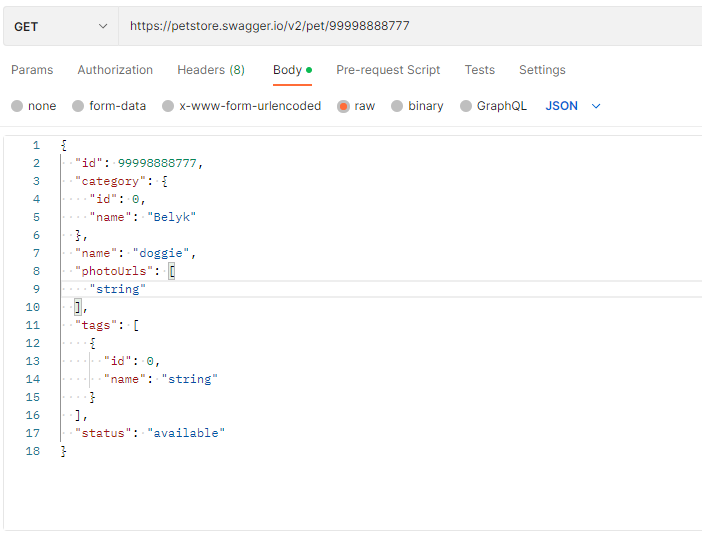 GET https://petstore.swagger.io/v2/pet/99998888777
Params Authorization Headers (8) Body Pre-request Script Tests Settings
none form-data x-www-form-urlencoded raw binary GraphQL JSON
1 {
2 "id": 99998888777,
3 "category": {
4 "id": 0,
5 "name": "Belyk"
6 },
7 "name": "doggie",
8 "photoUrls": [
9 "string"
10 ],
11 "tags": [
12 {
13 "id": 0,
14 "name": "string"
15 }
16 ],
17 "status": "available"
18 }